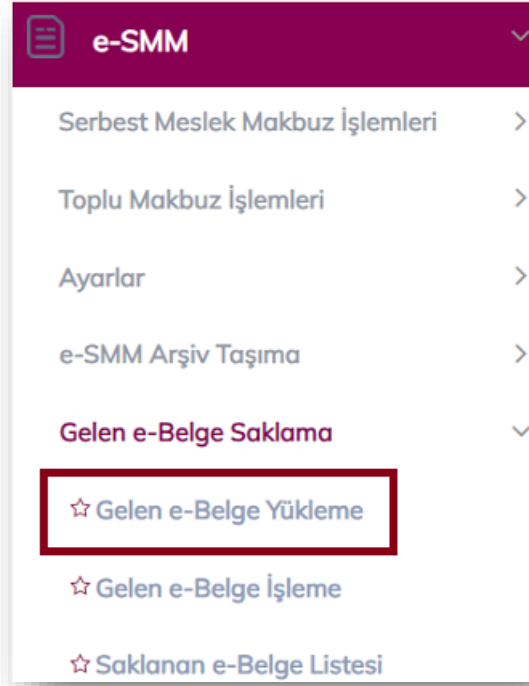 e-SMM
Serbest Meslek Makbuz İşlemleri
Toplu Makbuz İşlemleri
Ayarlar
e-SMM Arşiv Taşıma
Gelen e-Belge Saklama
Gelen e-Belge Yükleme
Gelen e-Belge İşleme
Saklanan e-Belge Listesi